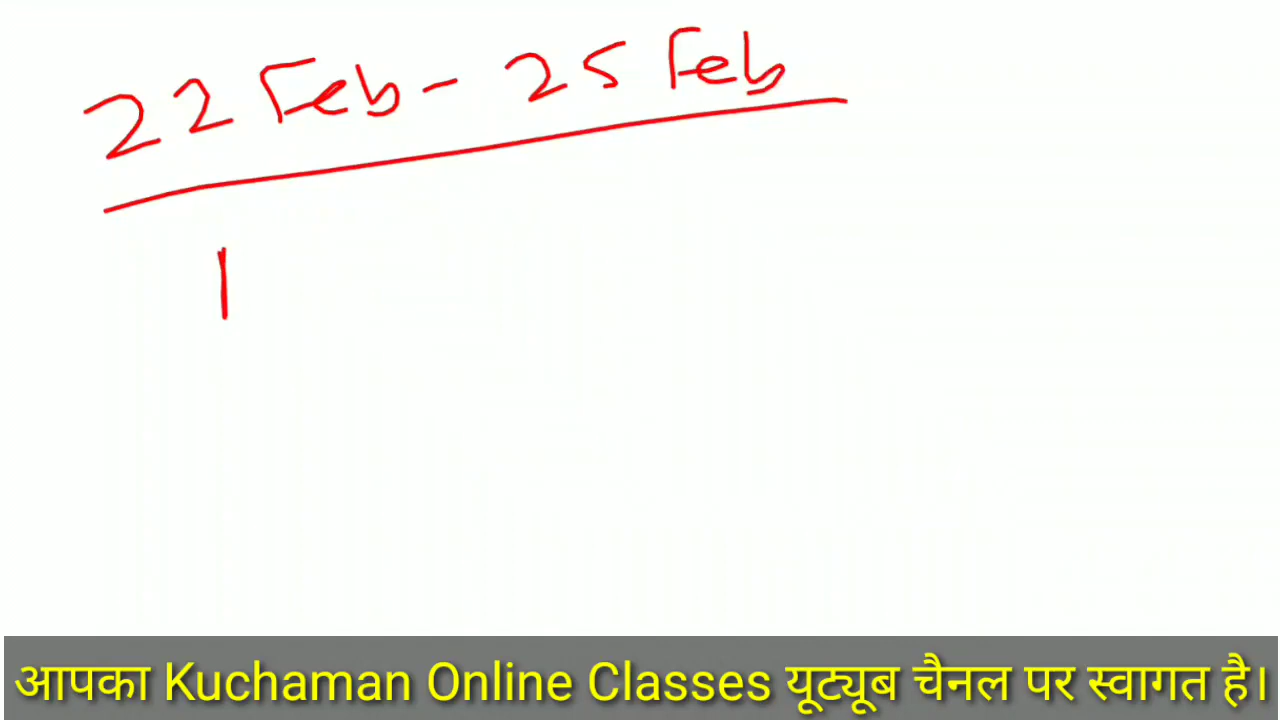 22 Feb - 25 Feb
1
आपका Kuchaman Online Classes यूट्यूब चैनल पर स्वागत है।